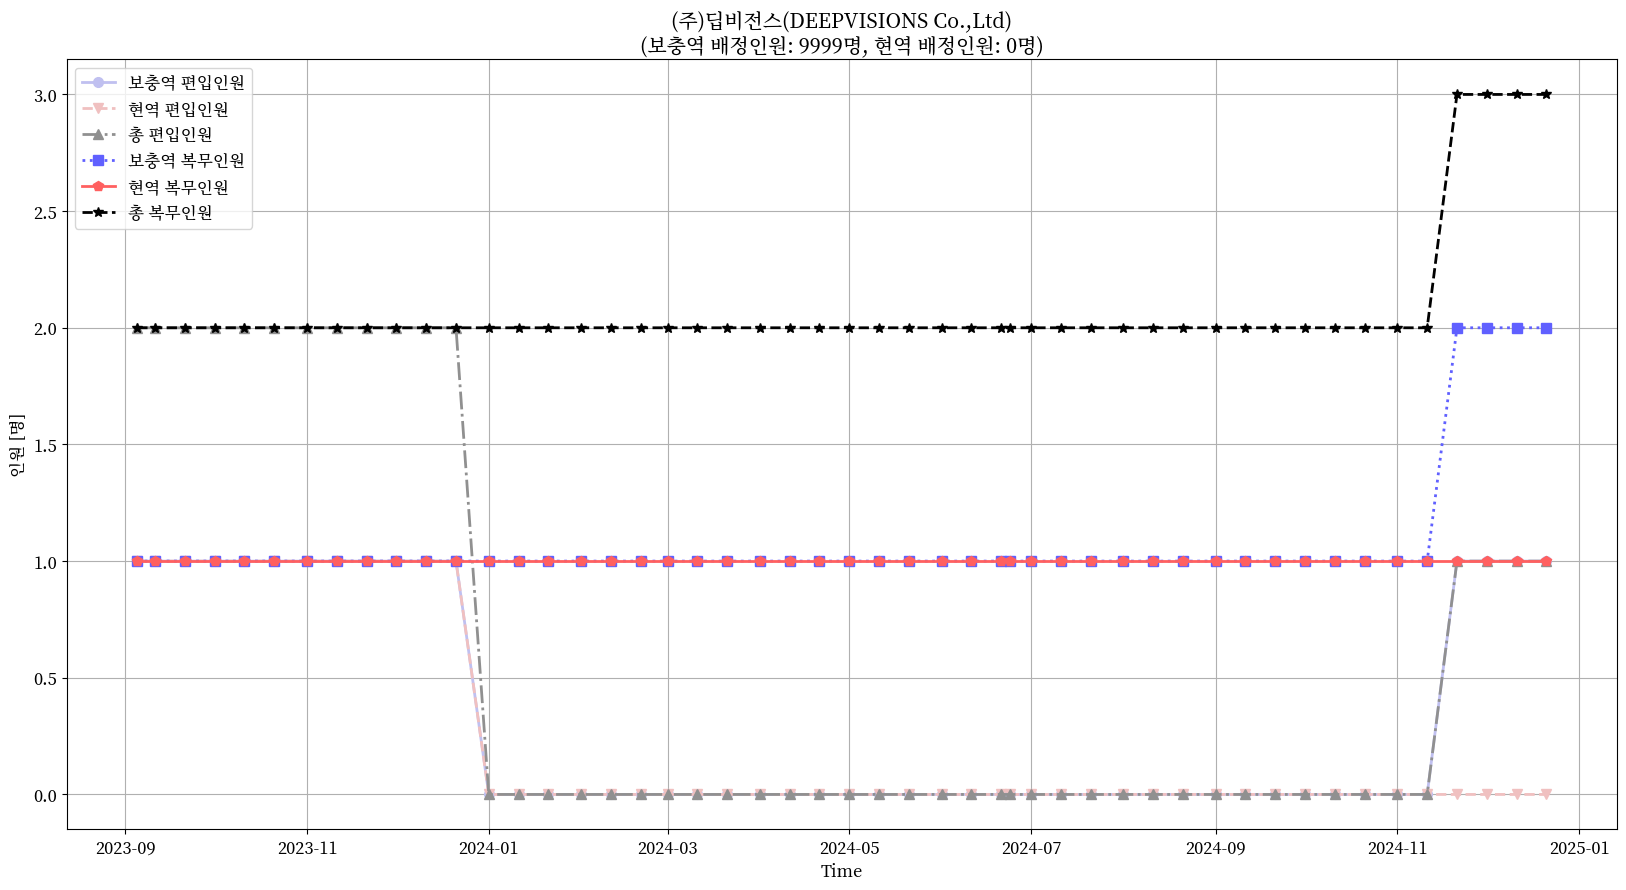 (주)딥비전스(DEEPVISIONS Co.,Ltd)
(보충역 배정인원: 9999명, 현역 배정인원: 0명)
보충역 편입인원
현역 편입인원
총 편입인원
보충역 복무인원
현역 복무인원
총 복무인원
인원 [명]
3.0
2.5
2.0
1.5
1.0
0.5
0.0
2023-09
2023-11
2024-01
2024-03
2024-05
2024-07
2024-09
2024-11
2025-01
Time